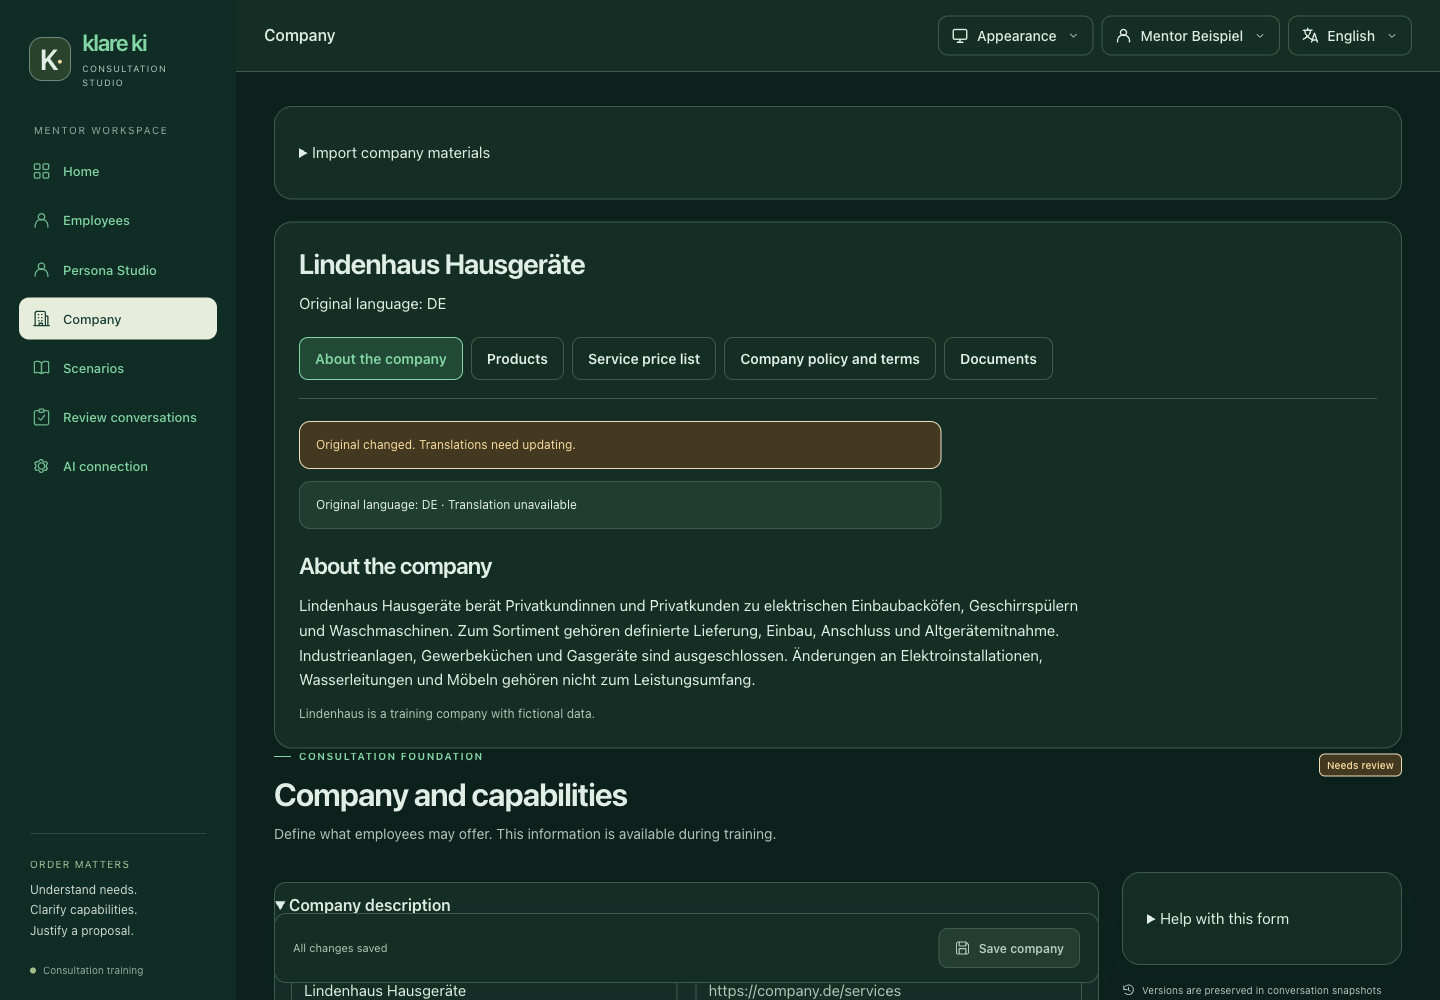 K
klare ki
CONSULTATION
STUDIO
MENTOR WORKSPACE
Home
Employees
Persona Studio
Company
Scenarios
Review conversations
AI connection
ORDER MATTERS
Understand needs.
Clarify capabilities.
Justify a proposal.
Consultation training
Company
Appearance
Mentor Beispiel
English
Import company materials
Lindenhaus Hausgeräte
Original language: DE
About the company
Products
Service price list
Company policy and terms
Documents
Original changed. Translations need updating.
Original language: DE · Translation unavailable
About the company
Lindenhaus Hausgeräte berät Privatkundinnen und Privatkunden zu elektrischen Einbaubacköfen, Geschirrspülern
und Waschmaschinen. Zum Sortiment gehören definierte Lieferung, Einbau, Anschluss und Altgerätemitnahme.
Industrieanlagen, Gewerbeküchen und Gasgeräte sind ausgeschlossen. Änderungen an Elektroinstallationen,
Wasserleitungen und Möbeln gehören nicht zum Leistungsumfang.
Lindenhaus is a training company with fictional data.
CONSULTATION FOUNDATION
Needs review
Company and capabilities
Define what employees may offer. This information is available during training.
Company description
All changes saved
Save company
Lindenhaus Hausgeräte
https://company.de/services
Help with this form
Versions are preserved in conversation snapshots